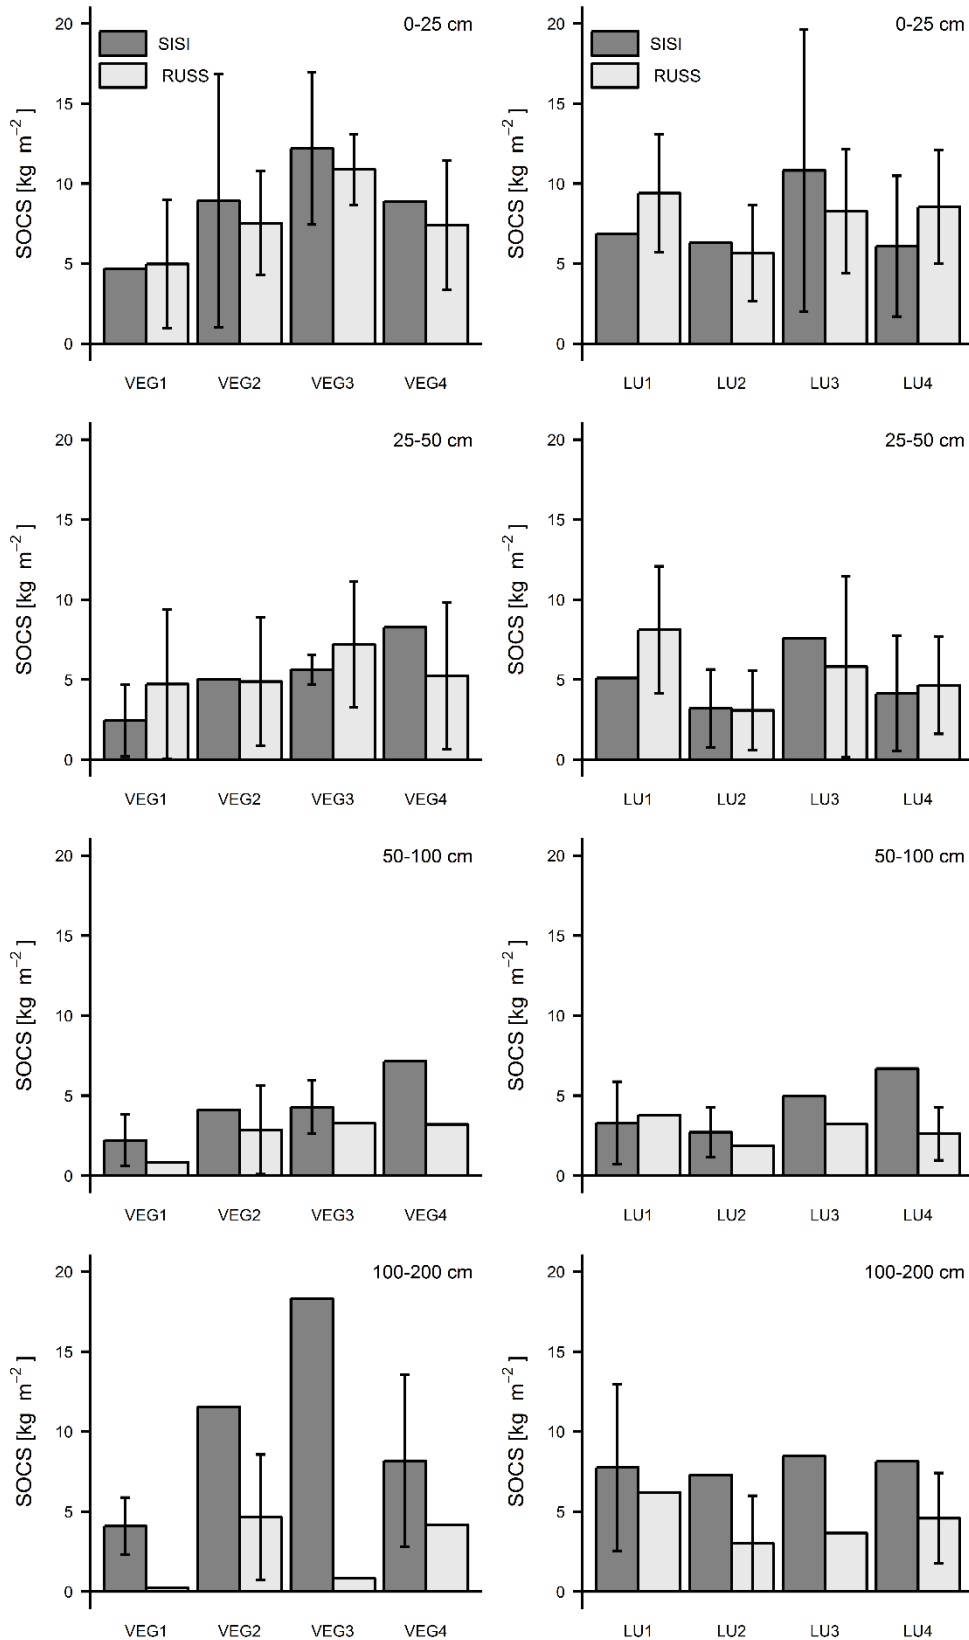 0-25 cm
SISI
RUSS
SOCS [kg m⁻²]
20
15
10
5
0
VEG1 VEG2 VEG3 VEG4
0-25 cm
SISI
RUSS
SOCS [kg m⁻²]
20
15
10
5
0
LU1 LU2 LU3 LU4
25-50 cm
SOCS [kg m⁻²]
20
15
10
5
0
VEG1 VEG2 VEG3 VEG4
25-50 cm
SOCS [kg m⁻²]
20
15
10
5
0
LU1 LU2 LU3 LU4
50-100 cm
SOCS [kg m⁻²]
20
15
10
5
0
VEG1 VEG2 VEG3 VEG4
50-100 cm
SOCS [kg m⁻²]
20
15
10
5
0
LU1 LU2 LU3 LU4
100-200 cm
SOCS [kg m⁻²]
20
15
10
5
0
VEG1 VEG2 VEG3 VEG4
100-200 cm
SOCS [kg m⁻²]
20
15
10
5
0
LU1 LU2 LU3 LU4